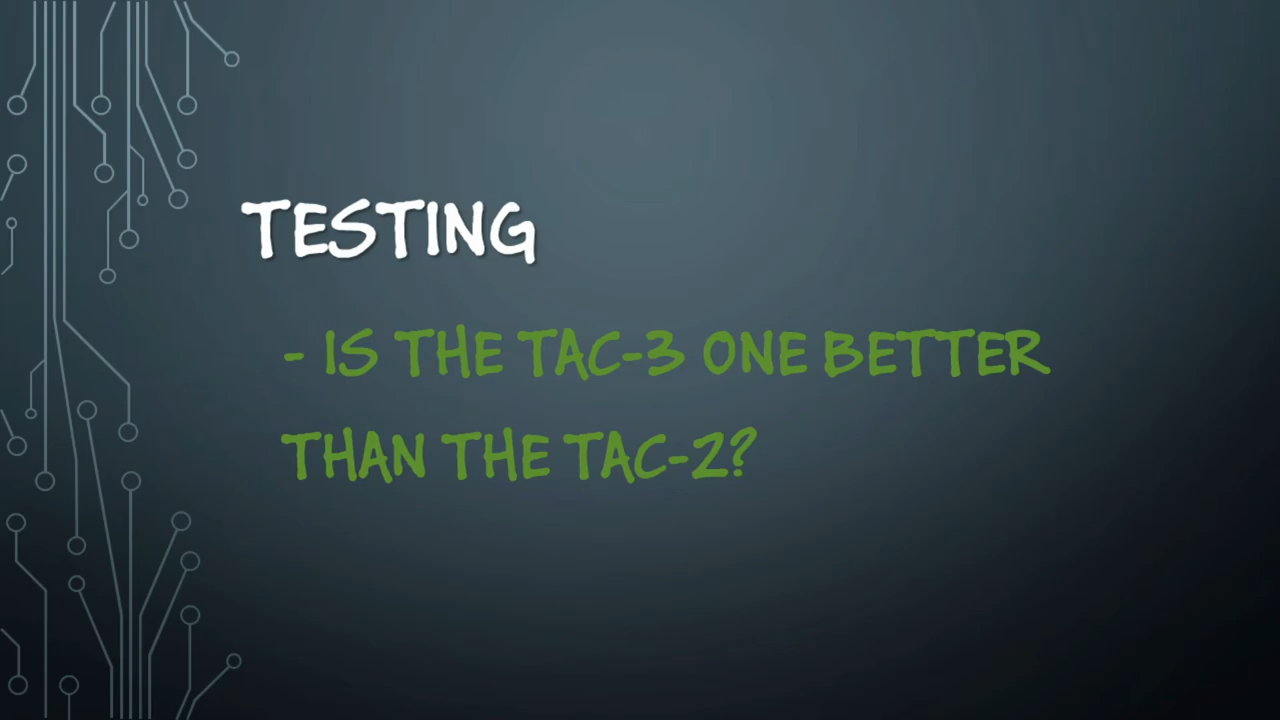 TESTING
- IS THE TAC-3 ONE BETTER
THAN THE TAC-2?